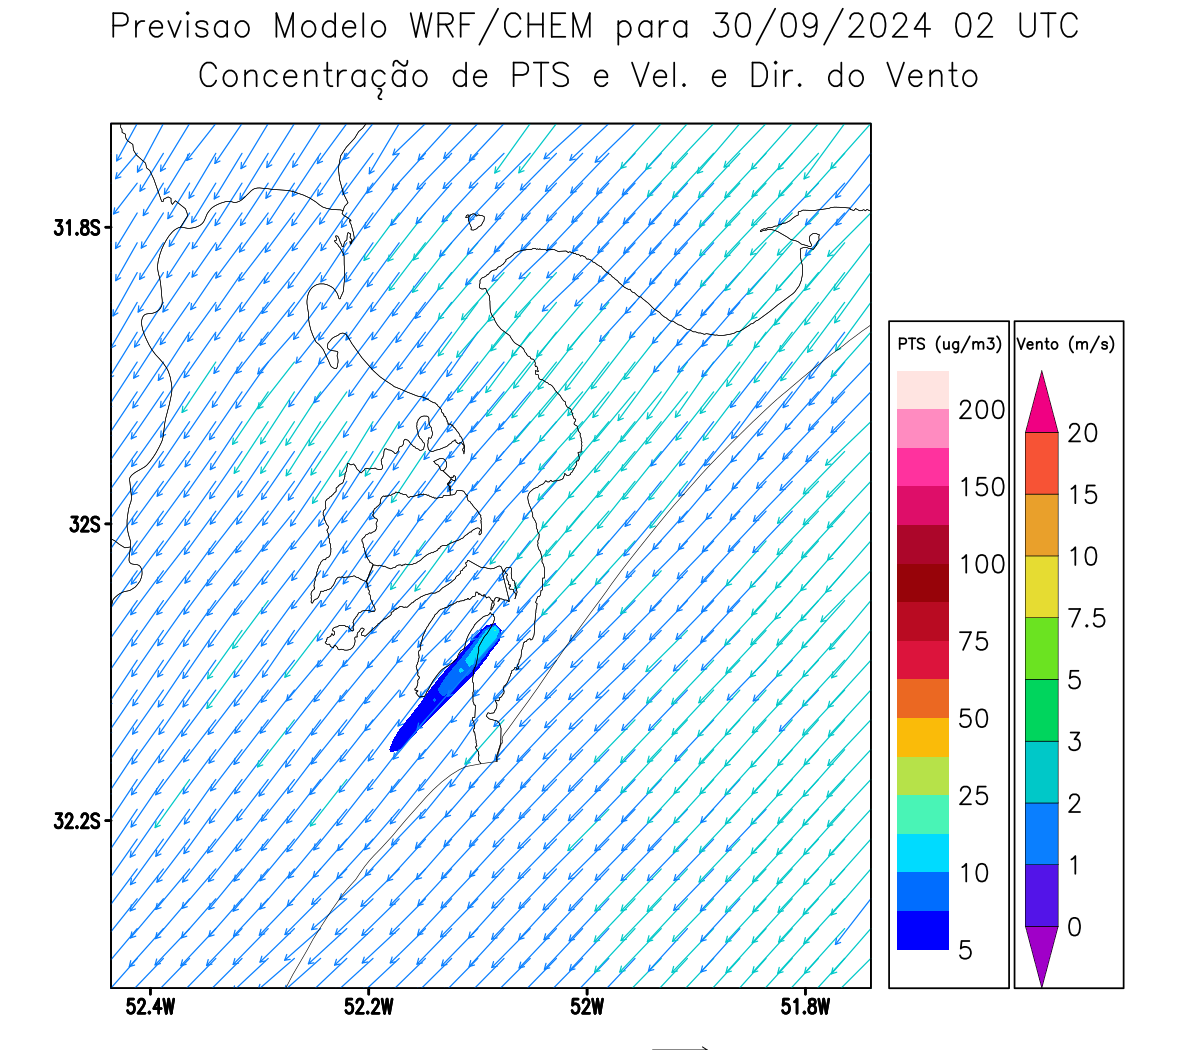 Previsao Modelo WRF/CHEM para 30/09/2024 02 UTC
Concentração de PTS e Vel. e Dir. do Vento
31.8S
32S
32.2S
52.4W
52.2W
52W
51.8W
PTS (ug/m3)
200
150
100
75
50
25
10
5
Vento (m/s)
20
15
10
7.5
5
3
2
1
0